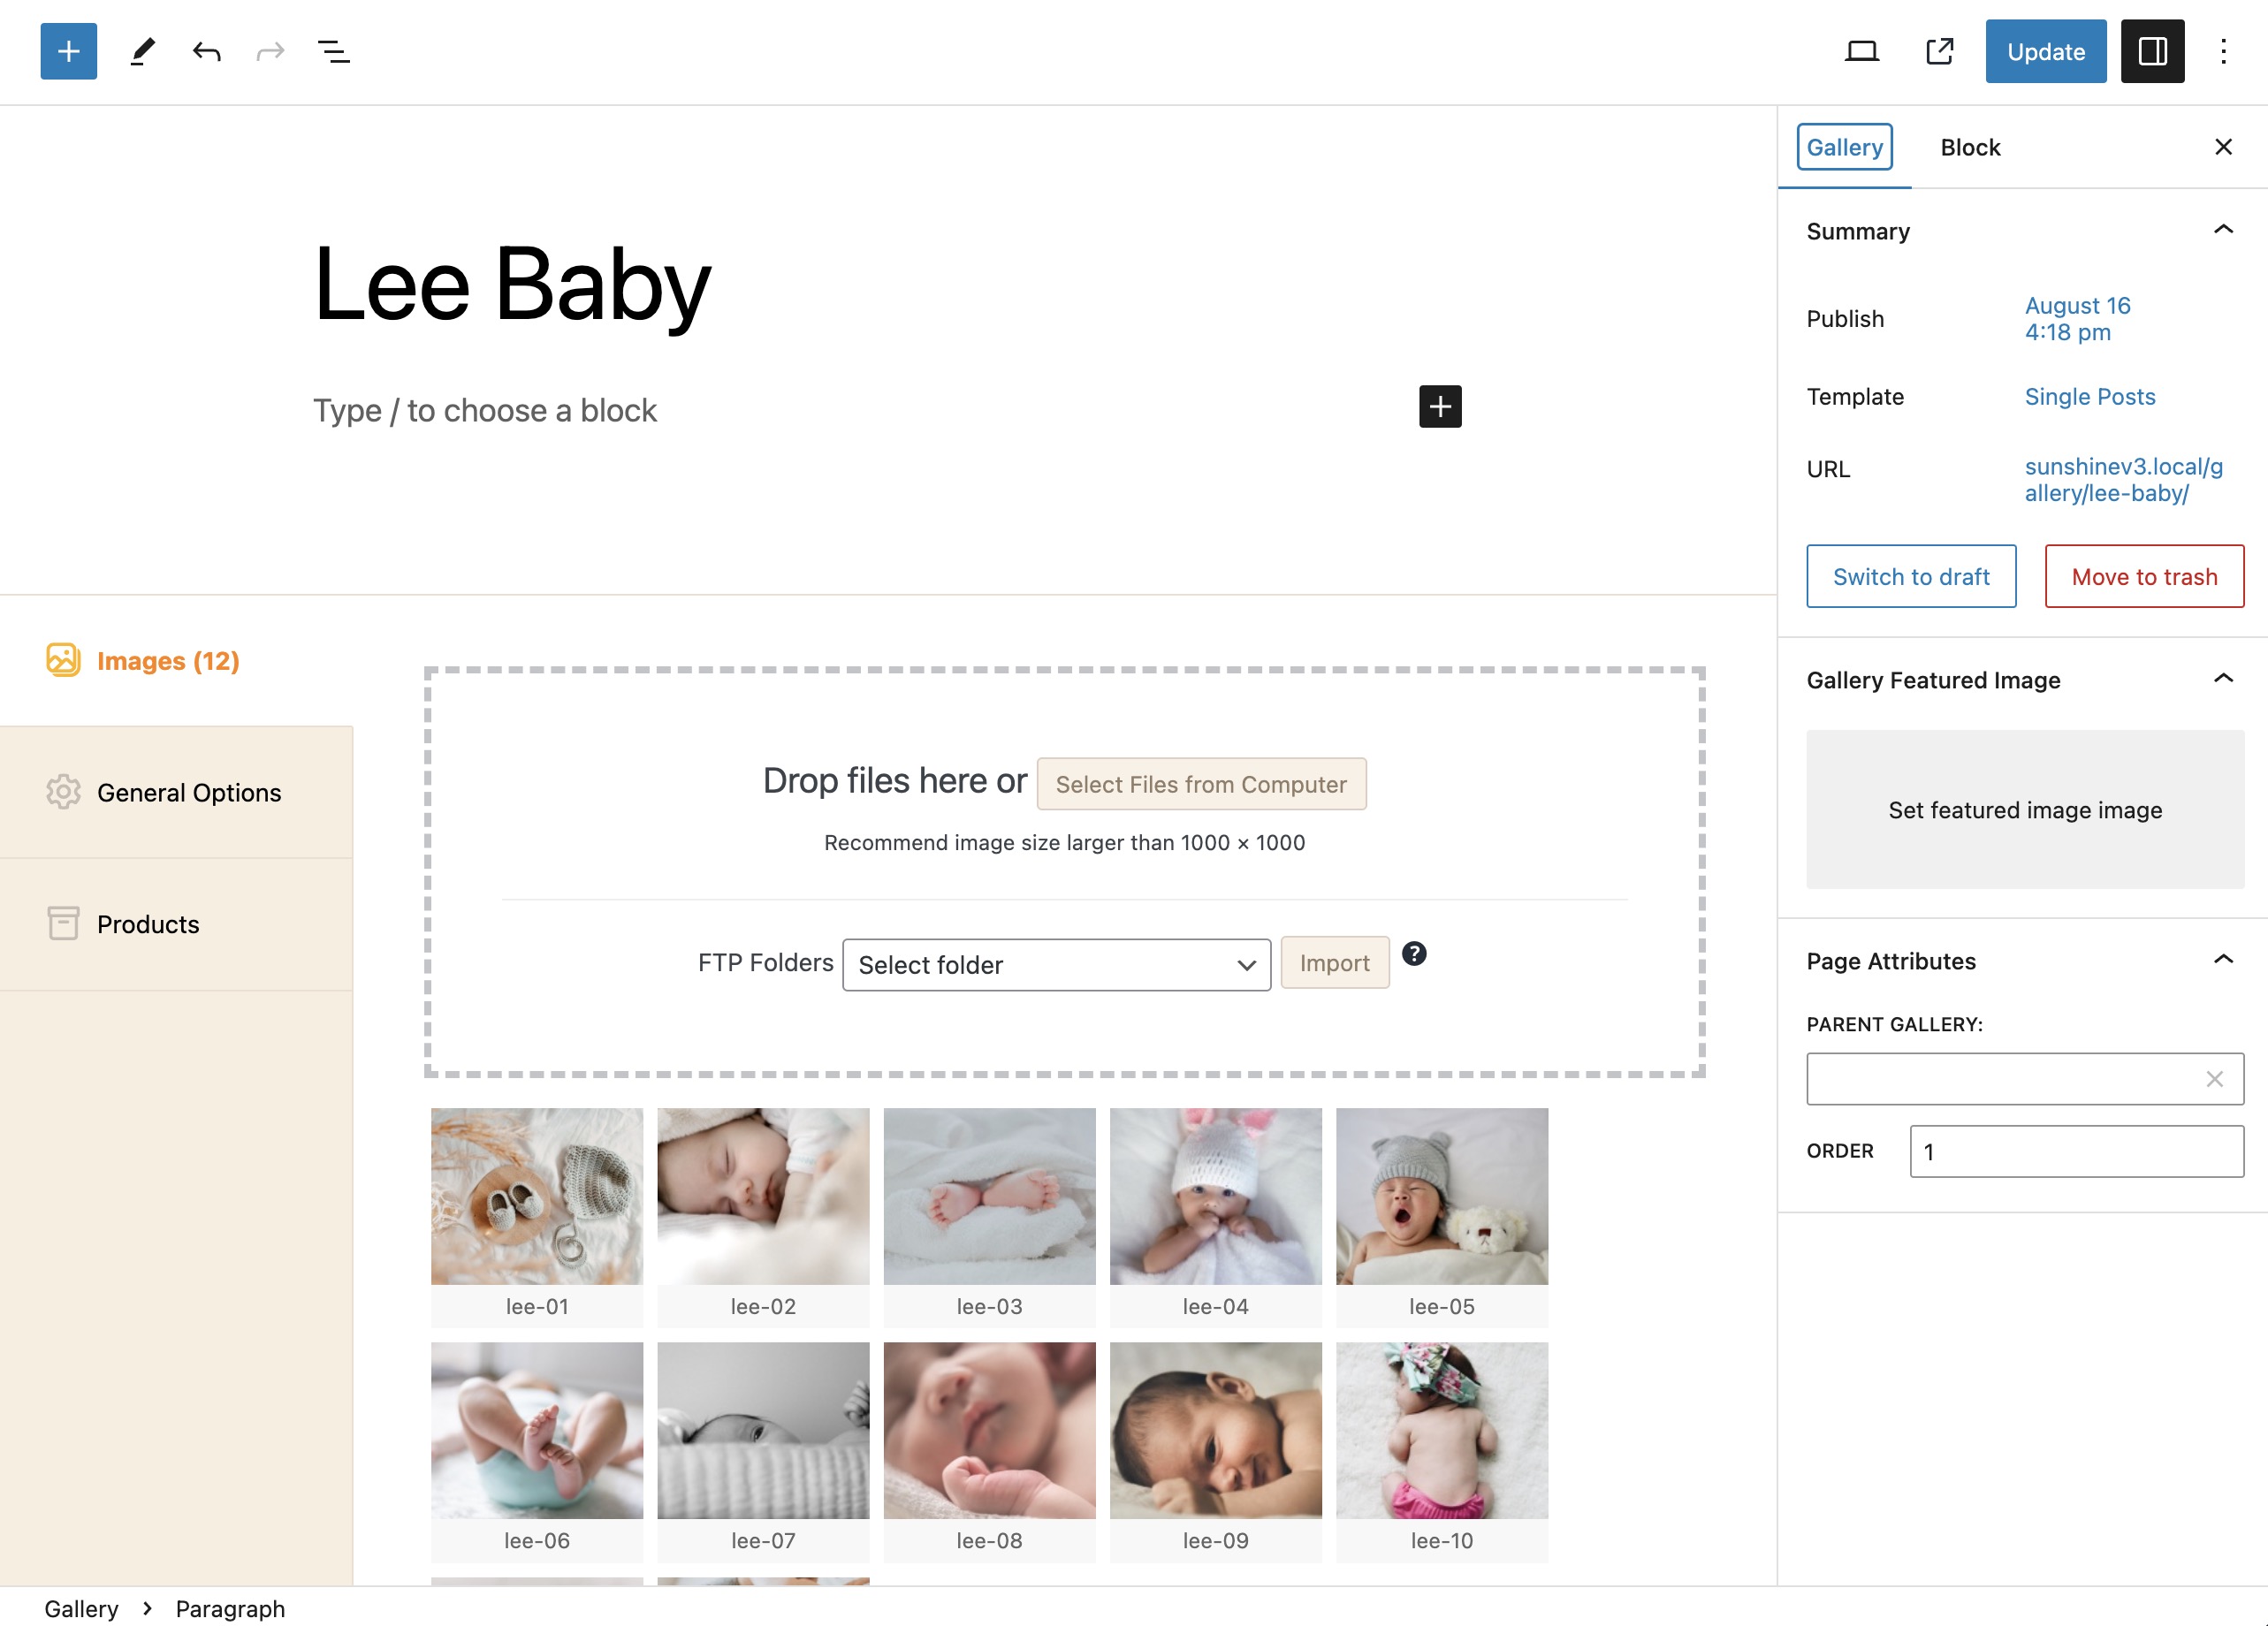 Update
Gallery
Block
Lee Baby
Type / to choose a block
Summary
Publish
August 16
4:18 pm
Template
Single Posts
URL
sunshinev3.local/g
allery/lee-baby/
Switch to draft
Move to trash
Images (12)
General Options
Products
Drop files here or
Select Files from Computer
Recommend image size larger than 1000 × 1000
FTP Folders
Select folder
Import
?
Gallery Featured Image
Set featured image image
Page Attributes
PARENT GALLERY:
ORDER
1
lee-01
lee-02
lee-03
lee-04
lee-05
lee-06
lee-07
lee-08
lee-09
lee-10
Gallery
Paragraph